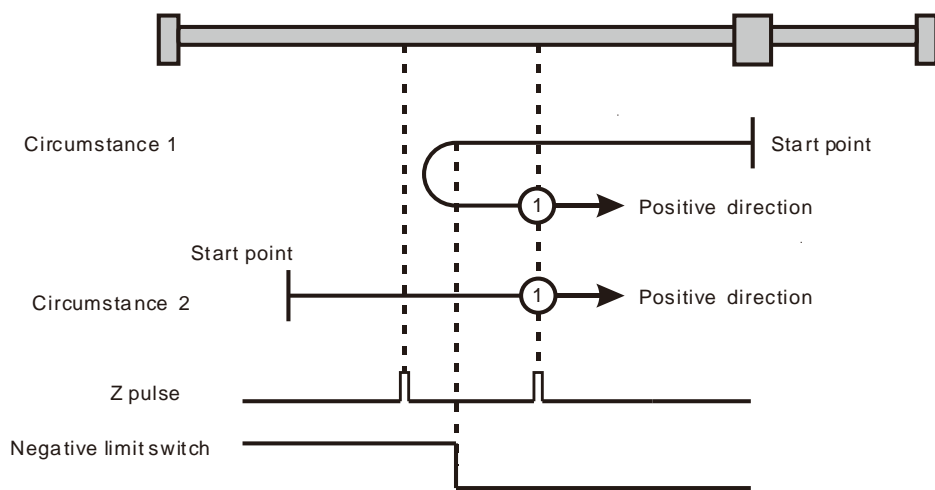 Circumstance 1
Start point
1
Positive direction
Start point
Circumstance 2
1
Positive direction
Z pulse
Negative limit switch